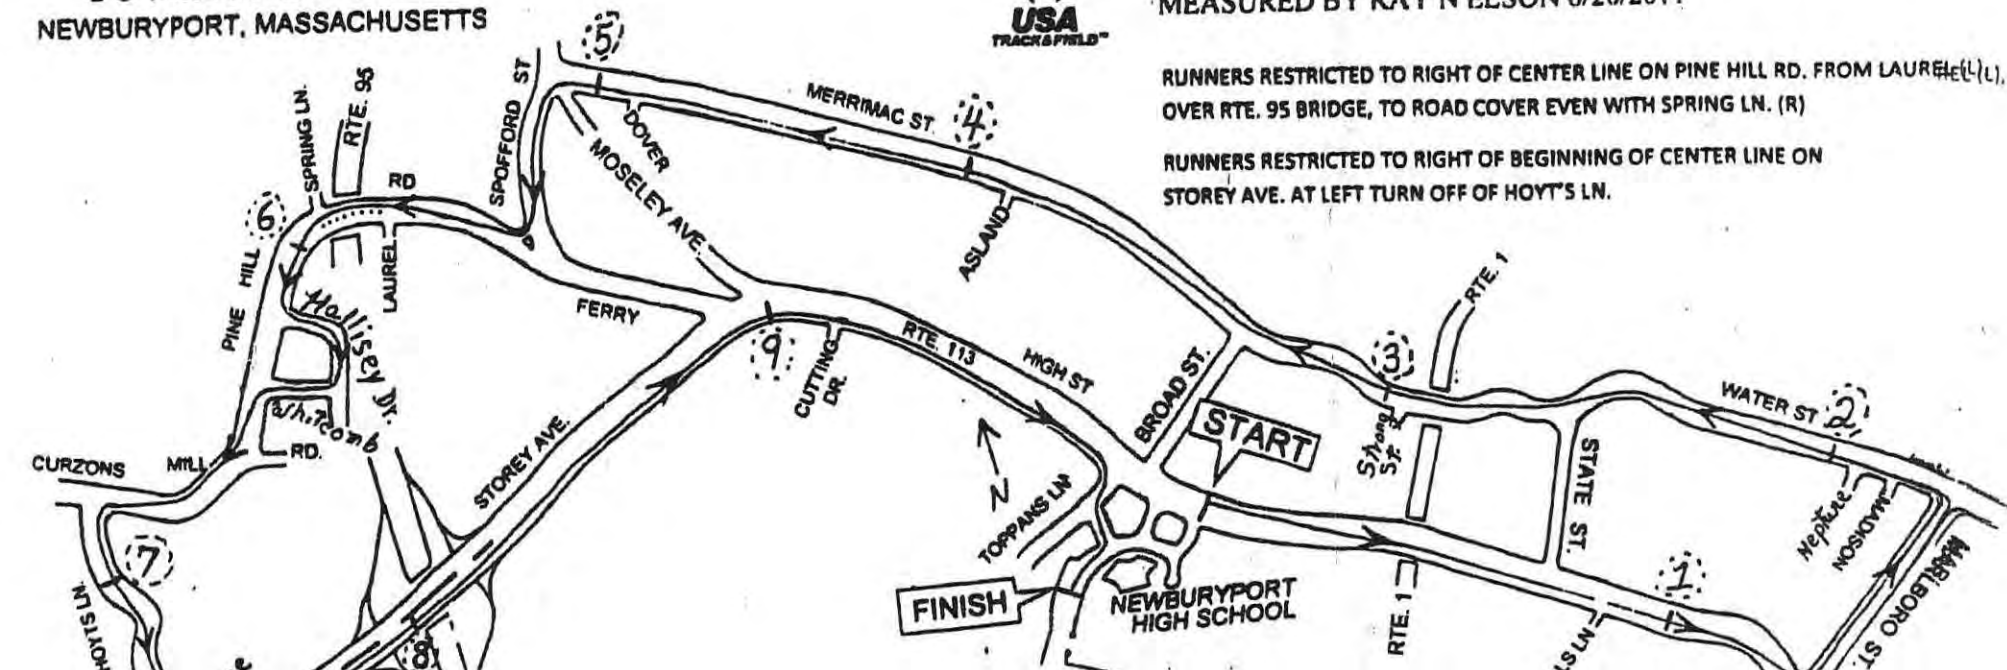 NEWBURYPORT, MASSACHUSETTS
USA
TRACK & FIELD™
MEASURED BY RAY NELSON
RUNNERS RESTRICTED TO RIGHT OF CENTER LINE ON PINE HILL RD. FROM LAUREL (L),
OVER RTE. 95 BRIDGE, TO ROAD COVER EVEN WITH SPRING LN. (R)
RUNNERS RESTRICTED TO RIGHT OF BEGINNING OF CENTER LINE ON
STOREY AVE. AT LEFT TURN OFF OF HOYT'S LN.
5
MERRIMAC ST.
4
DOVER
SPOFFORD ST
MOSELEY AVE.
SPRING LN.
RTE. 95
RD
6
PINE HILL
LAUREL
ASLAND
RTE. 1
FERRY
Hallisey Dr.
9
CUTTING
DR.
RTE. 113
HIGH ST
BROAD ST.
START
3
Strong
St.
WATER ST
2
STATE ST.
Neptune
MADISON
MARLBORO ST.
CURZONS MILL RD.
STOREY AVE.
N
TOPPANS LN
7
HOYTS LN
FINISH
NEWBURYPORT
HIGH SCHOOL
RTE. 1
1
8